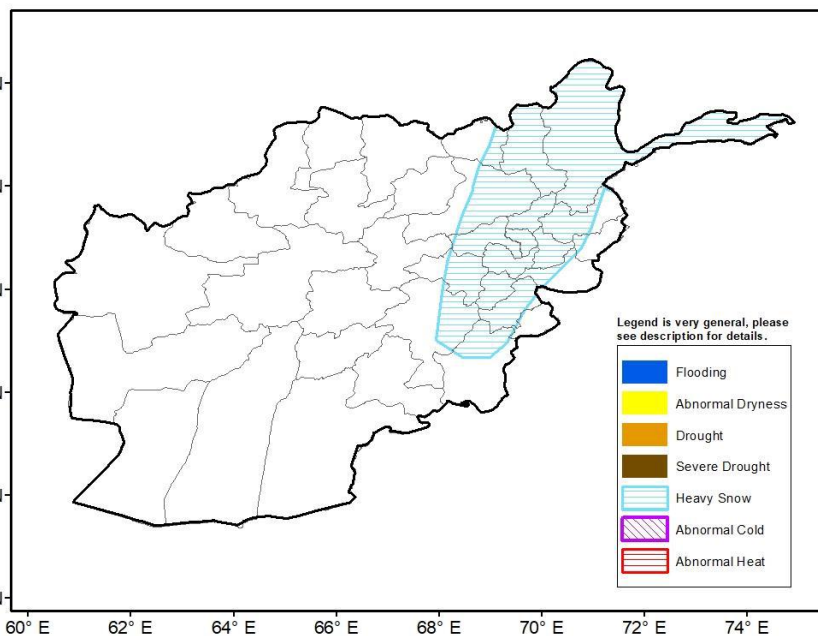 Legend is very general, please
see description for details.
Flooding
Abnormal Dryness
Drought
Severe Drought
Heavy Snow
Abnormal Cold
Abnormal Heat
60° E 62° E 64° E 66° E 68° E 70° E 72° E 74° E